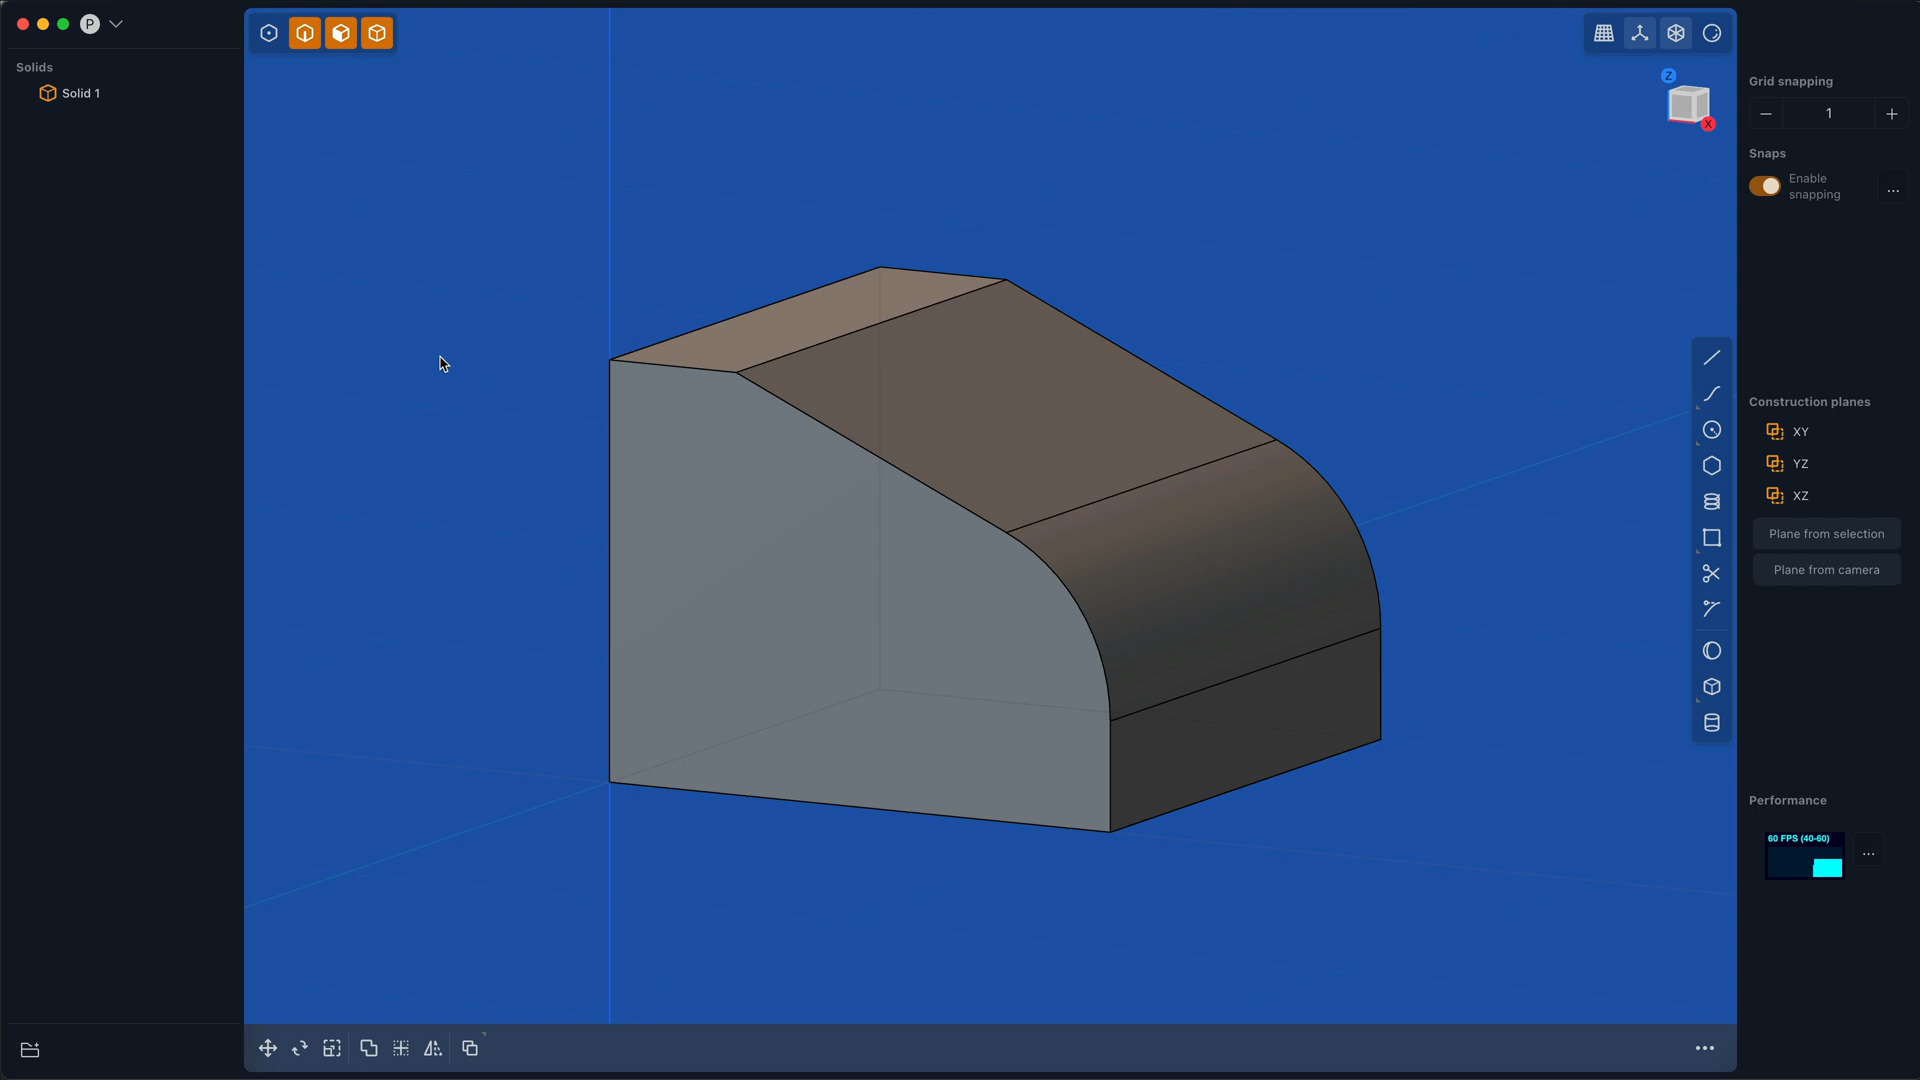 P
Solids
Solid 1
Z
X
Grid snapping
1
Snaps
Enable
snapping
...
Construction planes
XY
YZ
XZ
Plane from selection
Plane from camera
Performance
60 FPS (40-60)
...